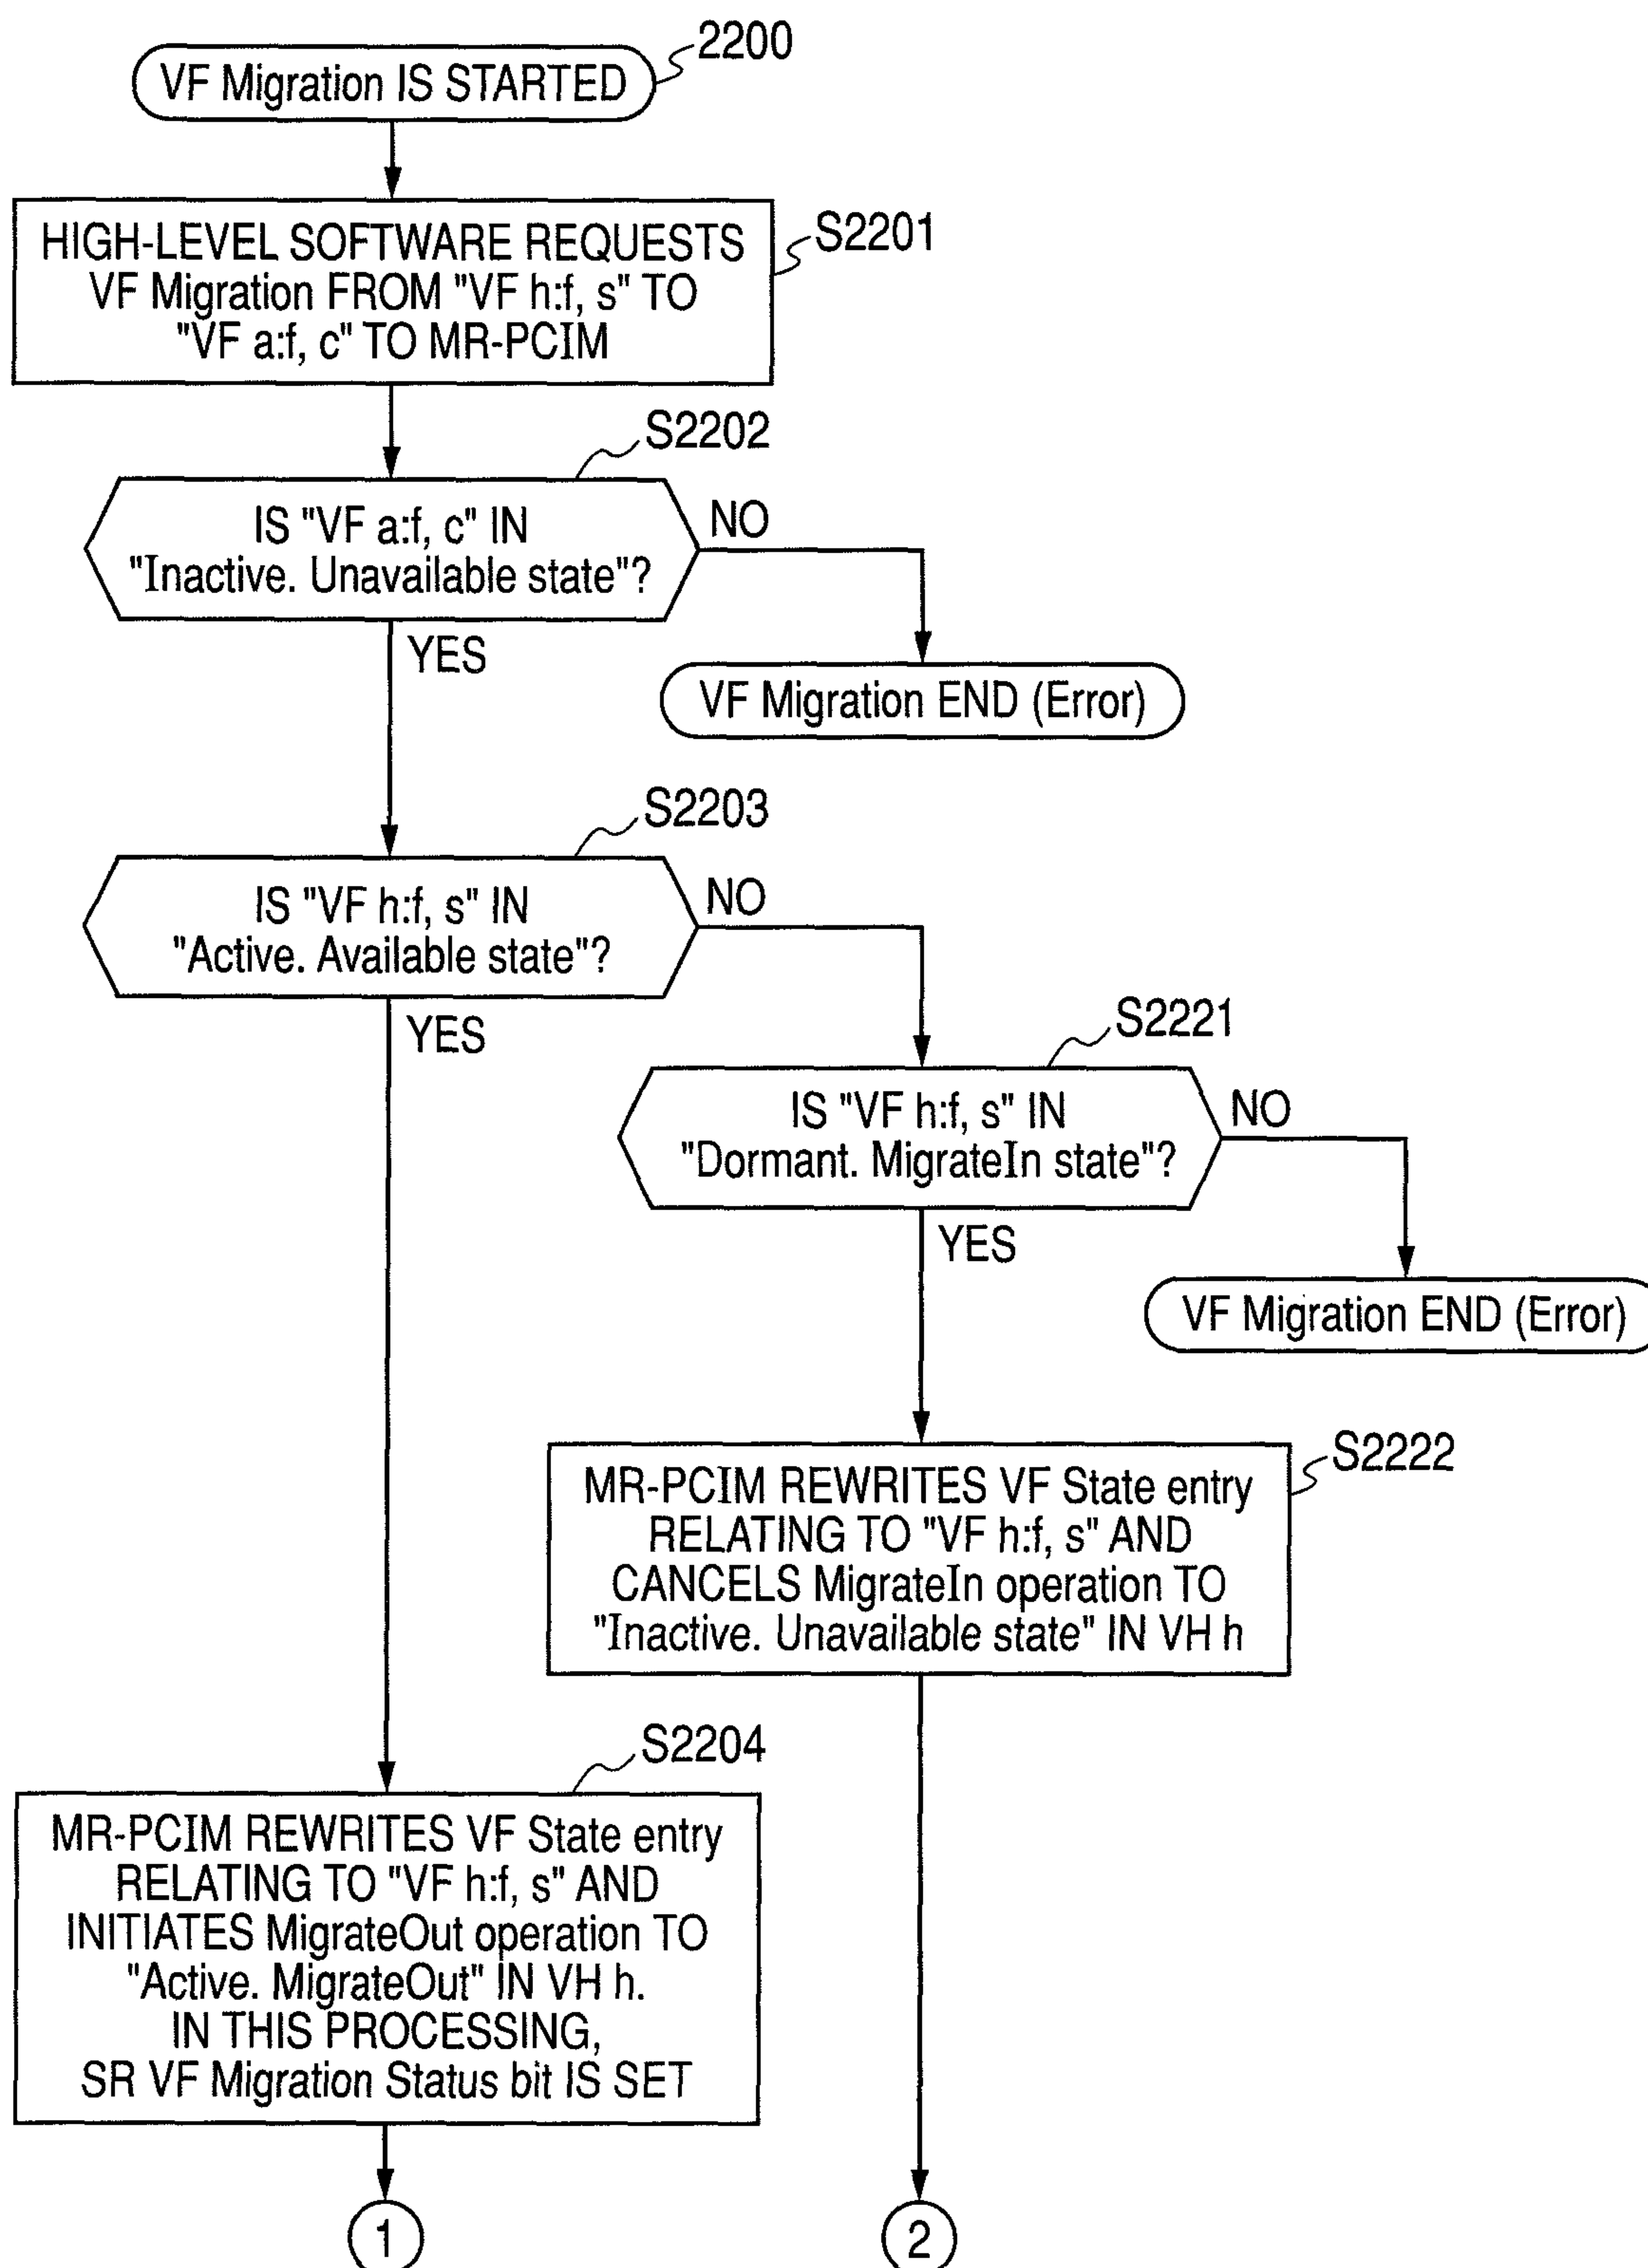 2200
VF Migration IS STARTED
S2201
HIGH-LEVEL SOFTWARE REQUESTS
VF Migration FROM "VF h:f, s" TO
"VF a:f, c" TO MR-PCIM
S2202
IS "VF a:f, c" IN
"Inactive. Unavailable state"?
NO
YES
VF Migration END (Error)
S2203
IS "VF h:f, s" IN
"Active. Available state"?
NO
YES
S2221
IS "VF h:f, s" IN
"Dormant. MigrateIn state"?
NO
YES
VF Migration END (Error)
S2222
MR-PCIM REWRITES VF State entry
RELATING TO "VF h:f, s" AND
CANCELS MigrateIn operation TO
"Inactive. Unavailable state" IN VH h
S2204
MR-PCIM REWRITES VF State entry
RELATING TO "VF h:f, s" AND
INITIATES MigrateOut operation TO
"Active. MigrateOut" IN VH h.
IN THIS PROCESSING,
SR VF Migration Status bit IS SET
1
2